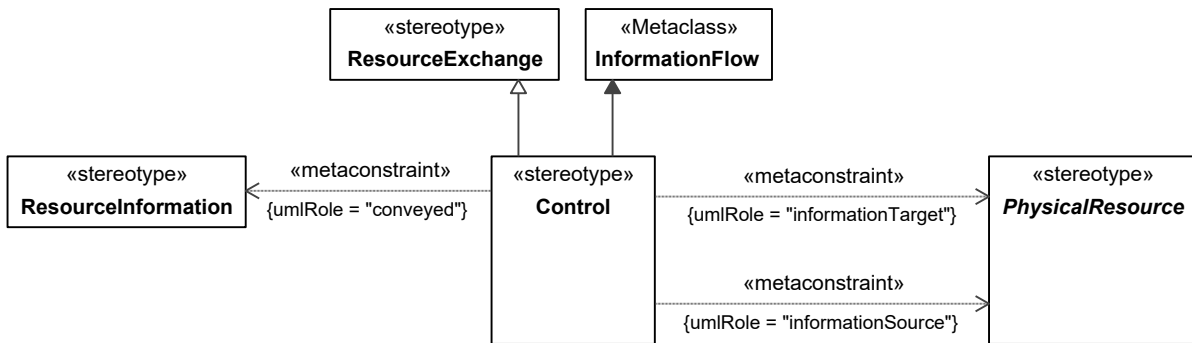 «stereotype»
ResourceExchange
«Metaclass»
InformationFlow
«stereotype»
ResourceInformation
«metaconstraint»
{umlRole = "conveyed"}
«stereotype»
Control
«metaconstraint»
{umlRole = "informationTarget"}
«metaconstraint»
{umlRole = "informationSource"}
«stereotype»
PhysicalResource